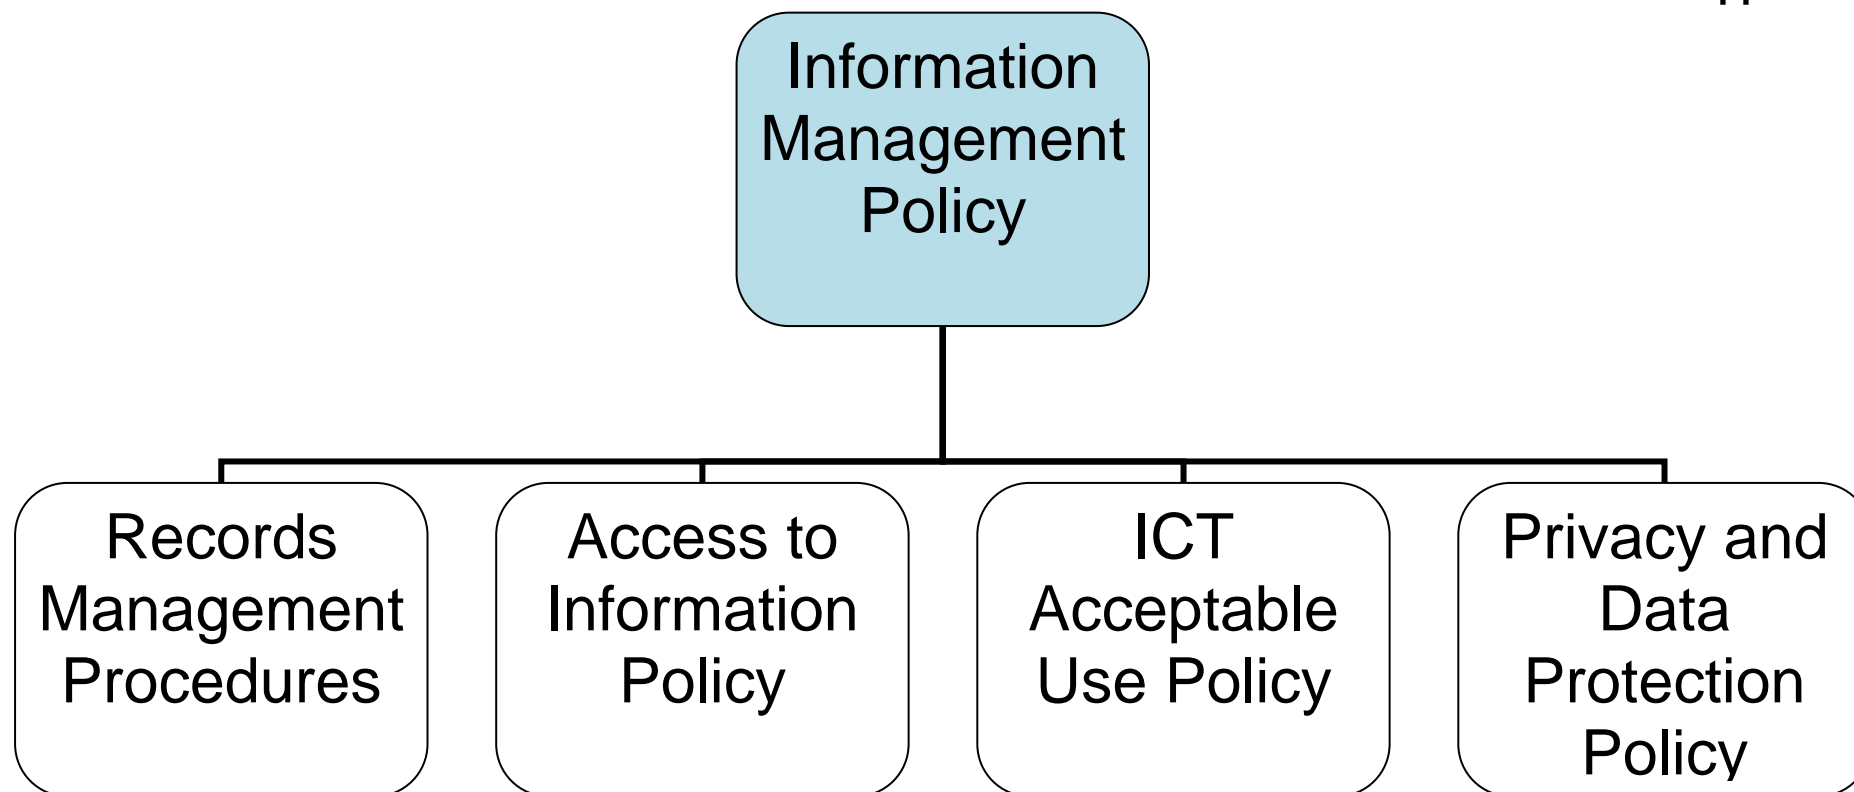 Information
Management
Policy
Records
Management
Procedures
Access to
Information
Policy
ICT
Acceptable
Use Policy
Privacy and
Data
Protection
Policy